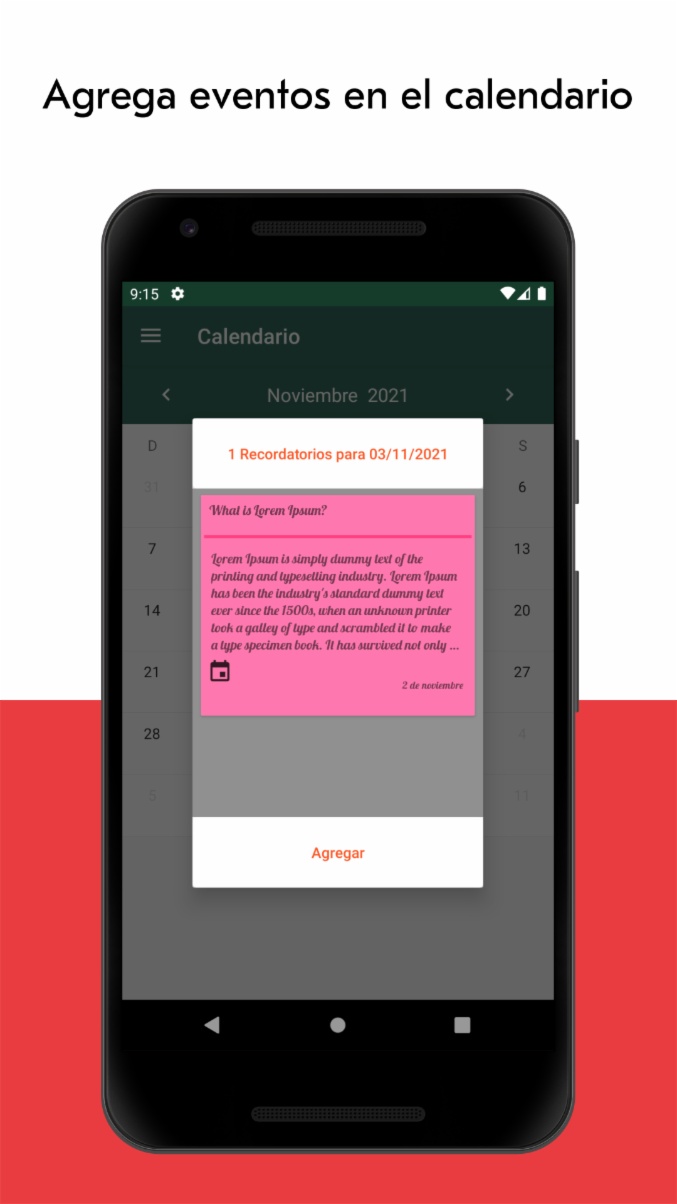 Agrega eventos en el calendario
9:15
Calendario
Noviembre 2021
D
S
1 Recordatorios para 03/11/2021
31
6
What is Lorem Ipsum?
7
13
Lorem Ipsum is simply dummy text of the
printing and typesetting industry. Lorem Ipsum
has been the industry's standard dummy text
ever since the 1500s, when an unknown printer
took a galley of type and scrambled it to make
a type specimen book. It has survived not only ...
14
20
21
27
2 de noviembre
28
4
5
11
Agregar